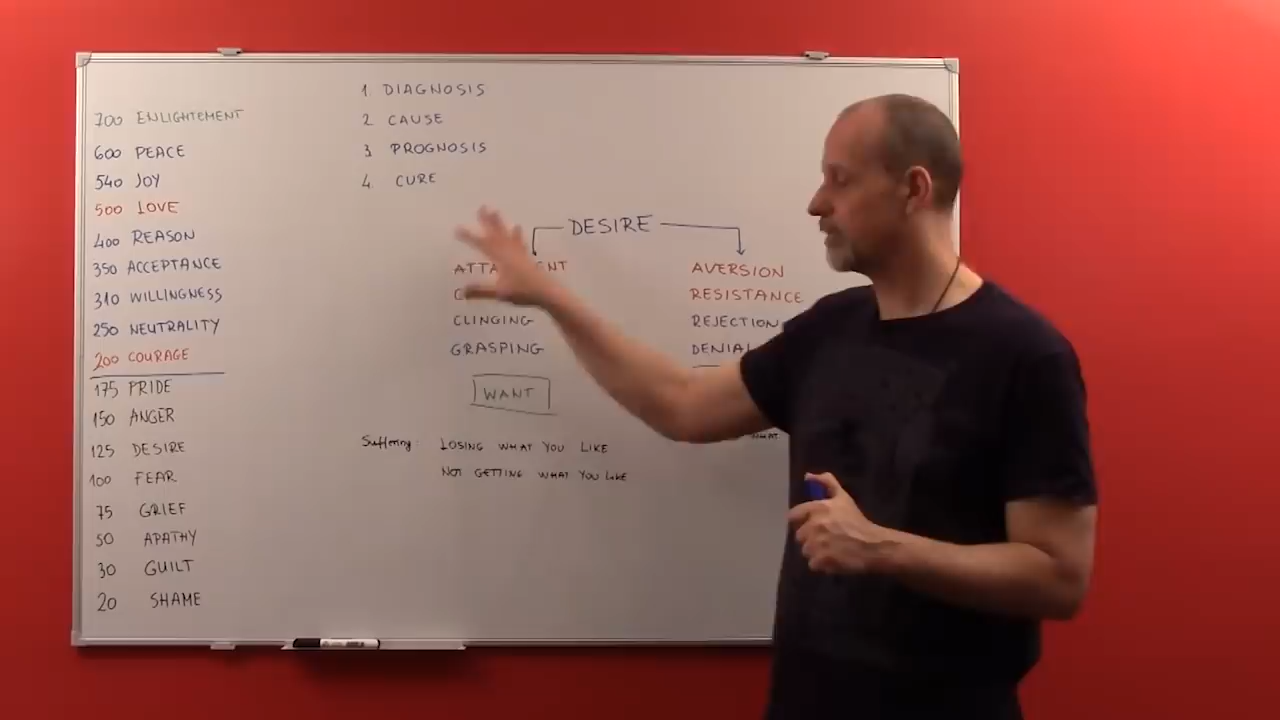 700 ENLIGHTEMENT
600 PEACE
540 JOY
500 LOVE
400 REASON
350 ACCEPTANCE
310 WILLINGNESS
250 NEUTRALITY
200 COURAGE
175 PRIDE
150 ANGER
125 DESIRE
100 FEAR
75 GRIEF
50 APATHY
30 GUILT
20 SHAME
1 DIAGNOSIS
2 CAUSE
3 PROGNOSIS
4 CURE
DESIRE
CLINGING
GRASPING
WANT
AVERSION
RESISTANCE
REJECTION
DENIAL
Suffering: LOSING WHAT YOU LIKE
NOT GETTING WHAT YOU LIKE
WHAT